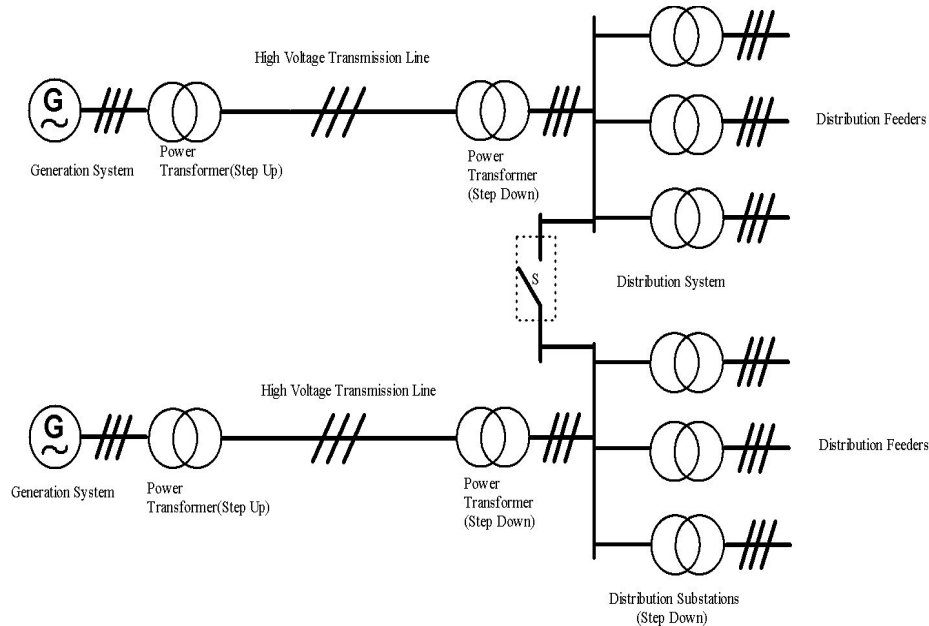 High Voltage Transmission Line
G
Distribution Feeders
Power
Transformer(Step Up)
Generation System
Power
Transformer
(Step Down)
S
Distribution System
High Voltage Transmission Line
G
Distribution Feeders
Generation System
Power
Transformer(Step Up)
Power
Transformer
(Step Down)
Distribution Substations
(Step Down)